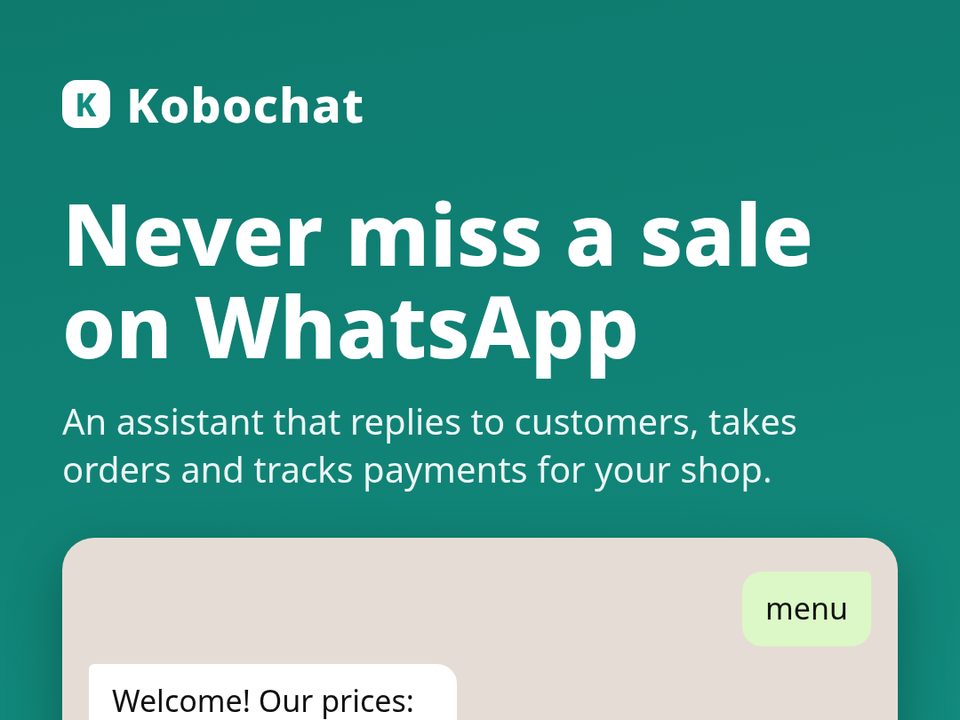 K Kobochat
Never miss a sale
on WhatsApp
An assistant that replies to customers, takes
orders and tracks payments for your shop.
menu
Welcome! Our prices: